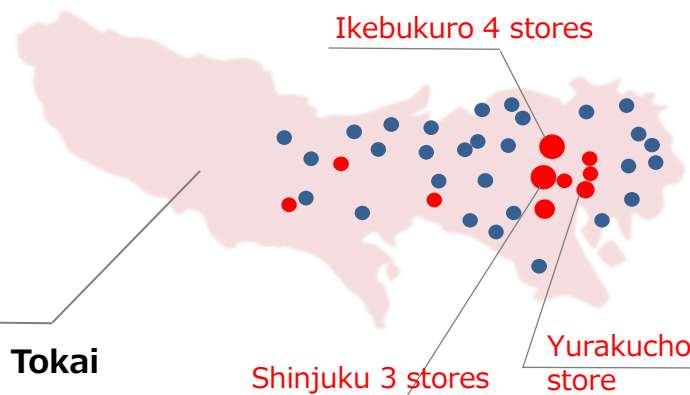 Ikebukuro 4 stores
Tokai
Shinjuku 3 stores
Yurakucho
store